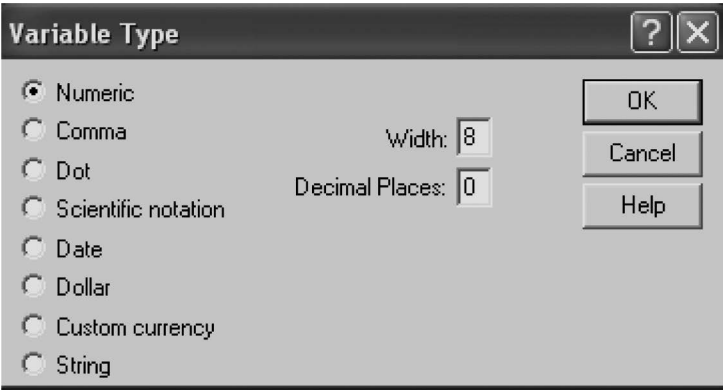 Variable Type
?
Numeric
Comma
Dot
Scientific notation
Date
Dollar
Custom currency
String
Width: 8
Decimal Places: 0
OK
Cancel
Help